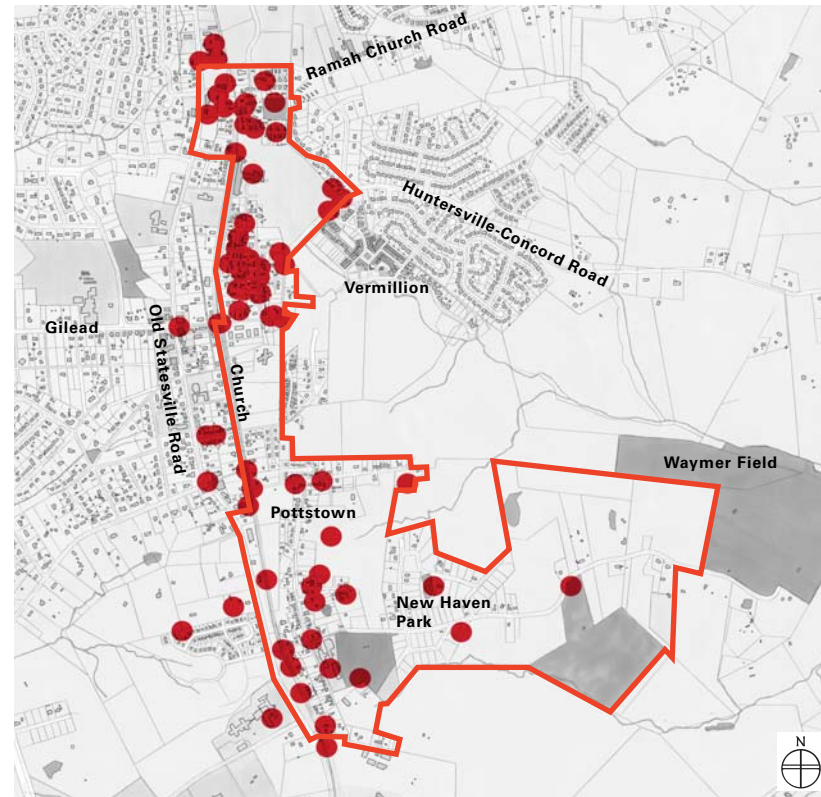 Ramah Church Road
Huntersville-Concord Road
Vermillion
Gilead
Old Statesville Road
Church
Waymer Field
Pottstown
New Haven
Park
N